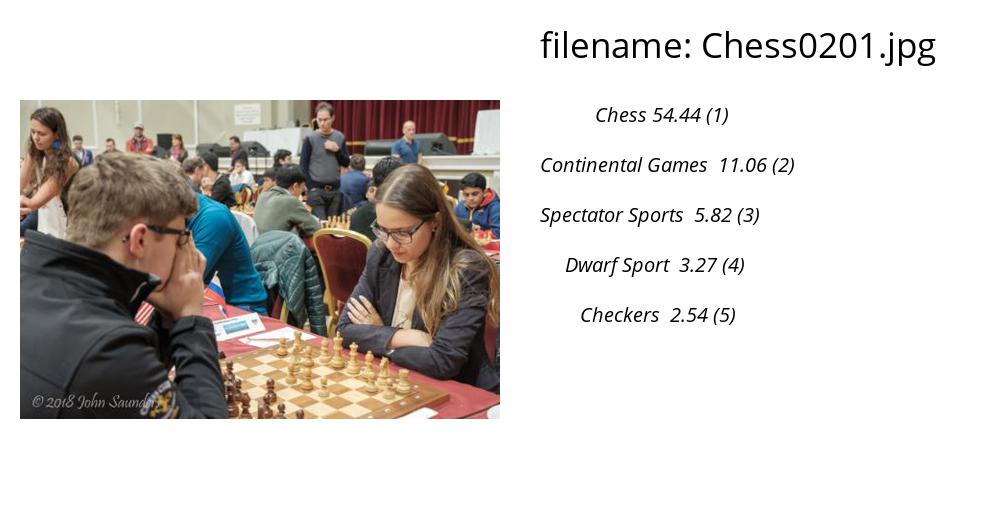 filename: Chess0201.jpg
Chess 54.44 (1)
Continental Games 11.06 (2)
Spectator Sports 5.82 (3)
Dwarf Sport 3.27 (4)
Checkers 2.54 (5)
© 2018 John Saunders